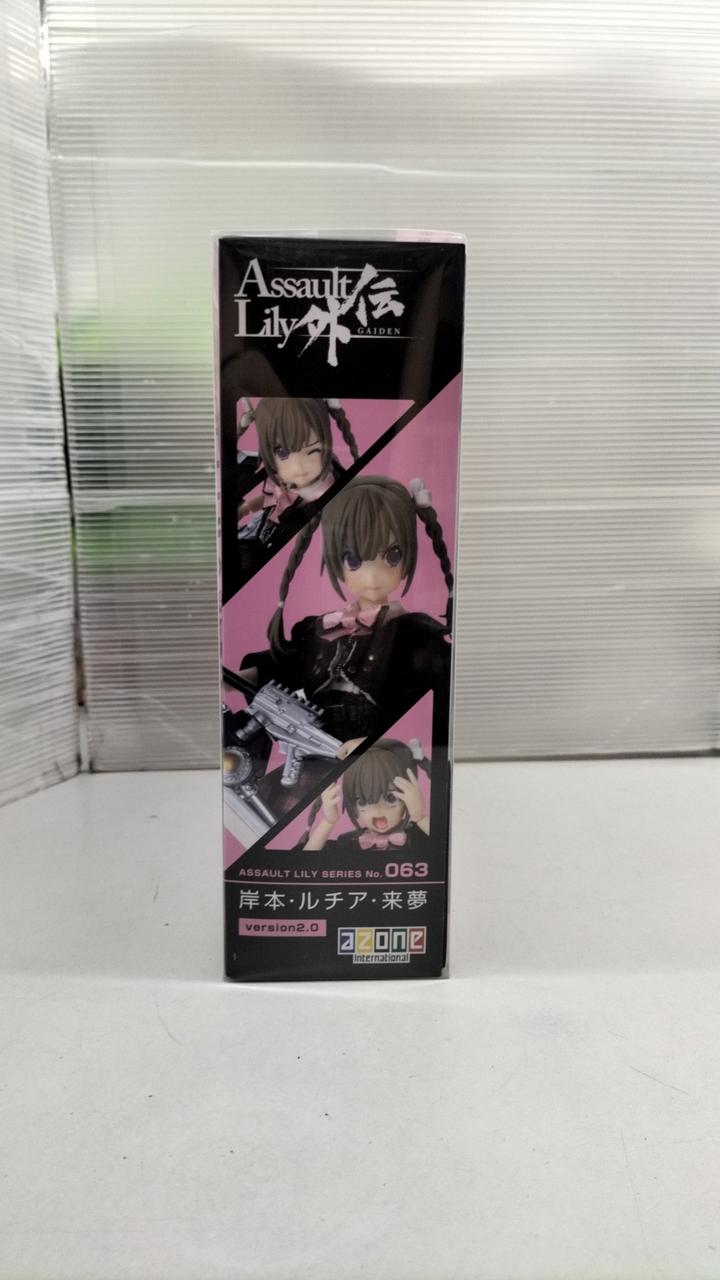 Assault
Lily外伝
GAIDEN
ASSAULT LILY SERIES No.063
岸本・ルチア・来夢
version2.0
azone
International